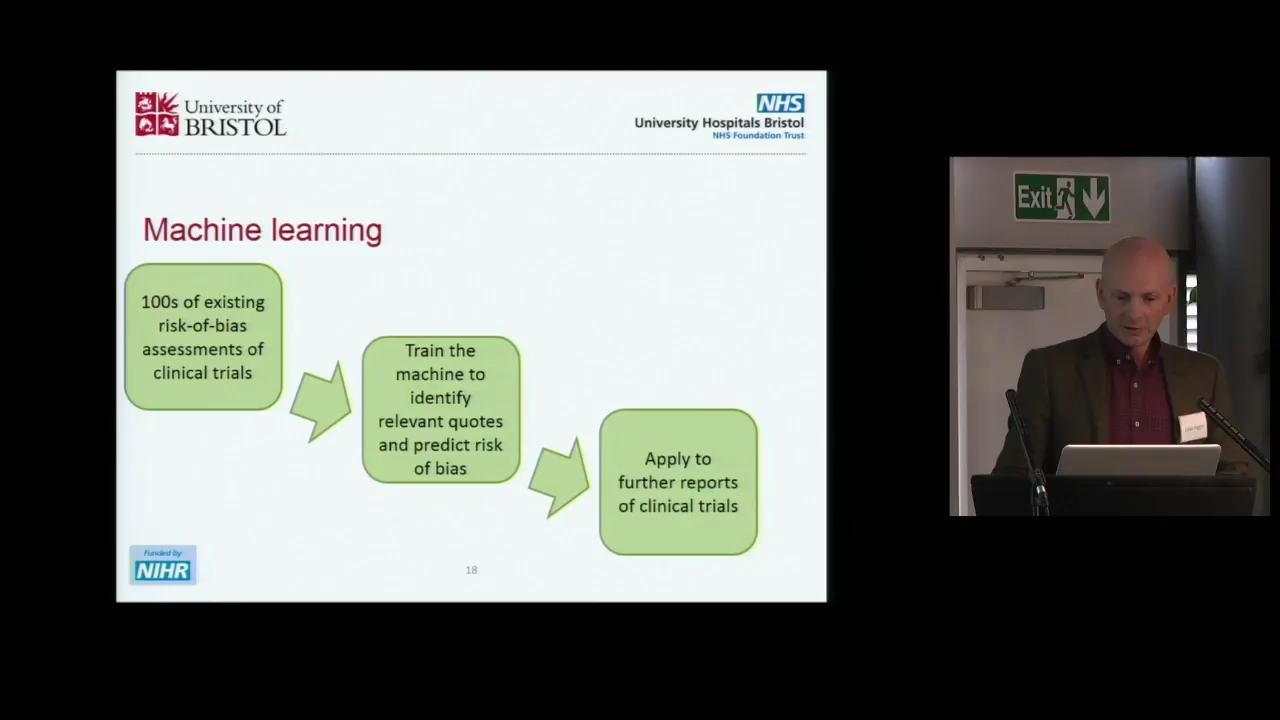 University of
BRISTOL
NHS
University Hospitals Bristol
NHS Foundation Trust
Machine learning
100s of existing
risk-of-bias
assessments of
clinical trials
Train the
machine to
identify
relevant quotes
and predict risk
of bias
Apply to
further reports
of clinical trials
Funded by
NIHR
18
Exit